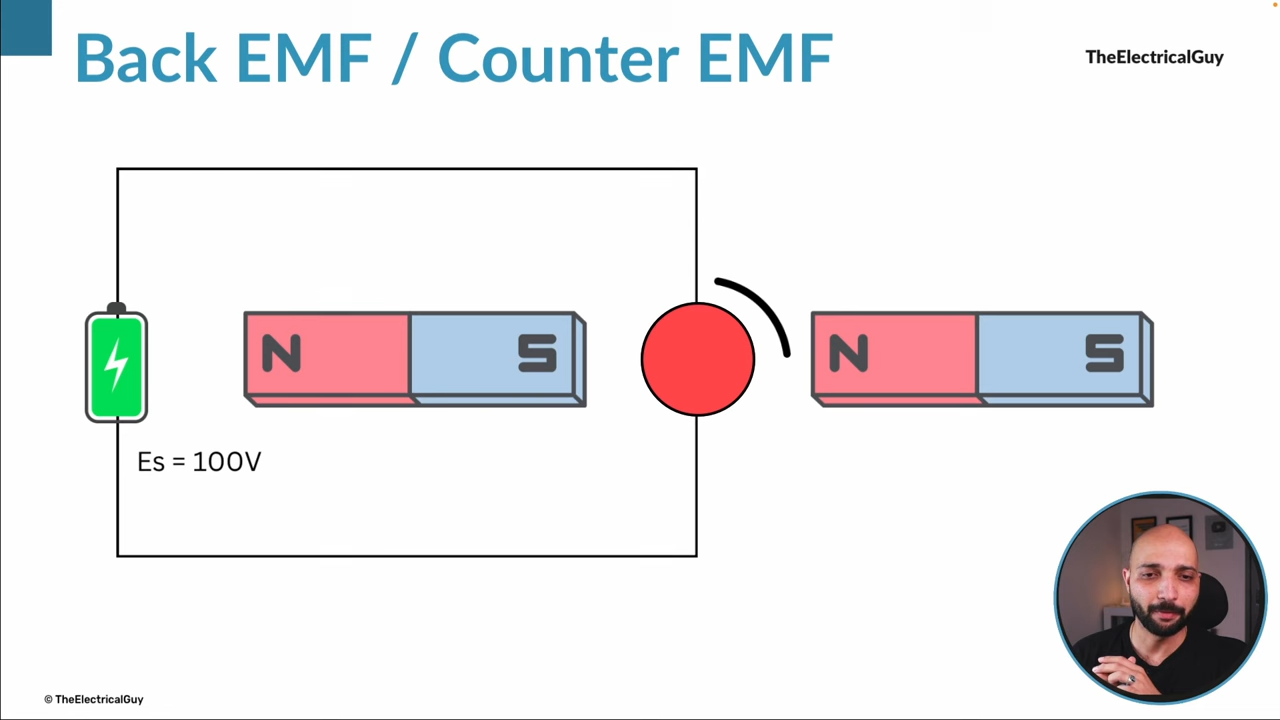 Back EMF / Counter EMF
TheElectricalGuy
N S N S
Es = 100V
© TheElectricalGuy